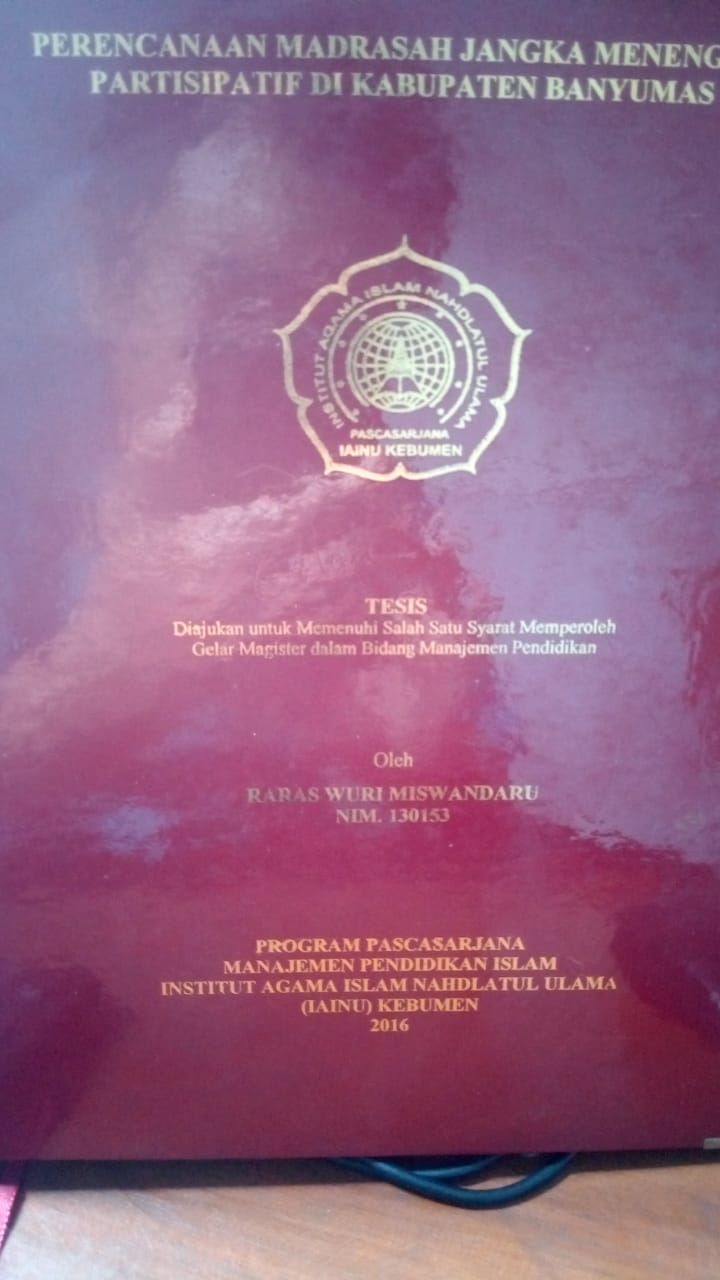 PERENCANAAN MADRASAH JANGKA MENENG
PARTISIPATIF DI KABUPATEN BANYUMAS
INSTITUT AGAMA ISLAM NAHDLATUL ULAMA
PASCASARJANA
IAINU KEBUMEN
TESIS
Diajukan untuk Memenuhi Salah Satu Syarat Memperoleh
Gelar Magister dalam Bidang Manajemen Pendidikan
Oleh
RARAS WURI MISWANDARU
NIM. 130153
PROGRAM PASCASARJANA
MANAJEMEN PENDIDIKAN ISLAM
INSTITUT AGAMA ISLAM NAHDLATUL ULAMA
(IAINU) KEBUMEN
2016